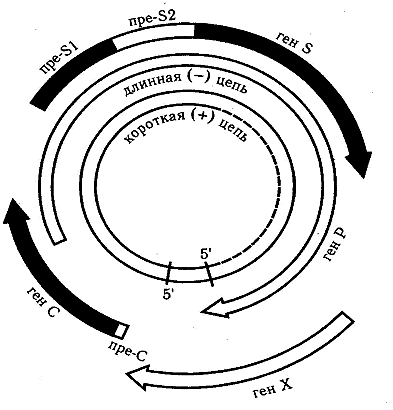 пре-S2
пре-S1
ген S
длинная (−) цепь
короткая (+) цепь
ген P
5'
5'
ген C
пре-C
ген X